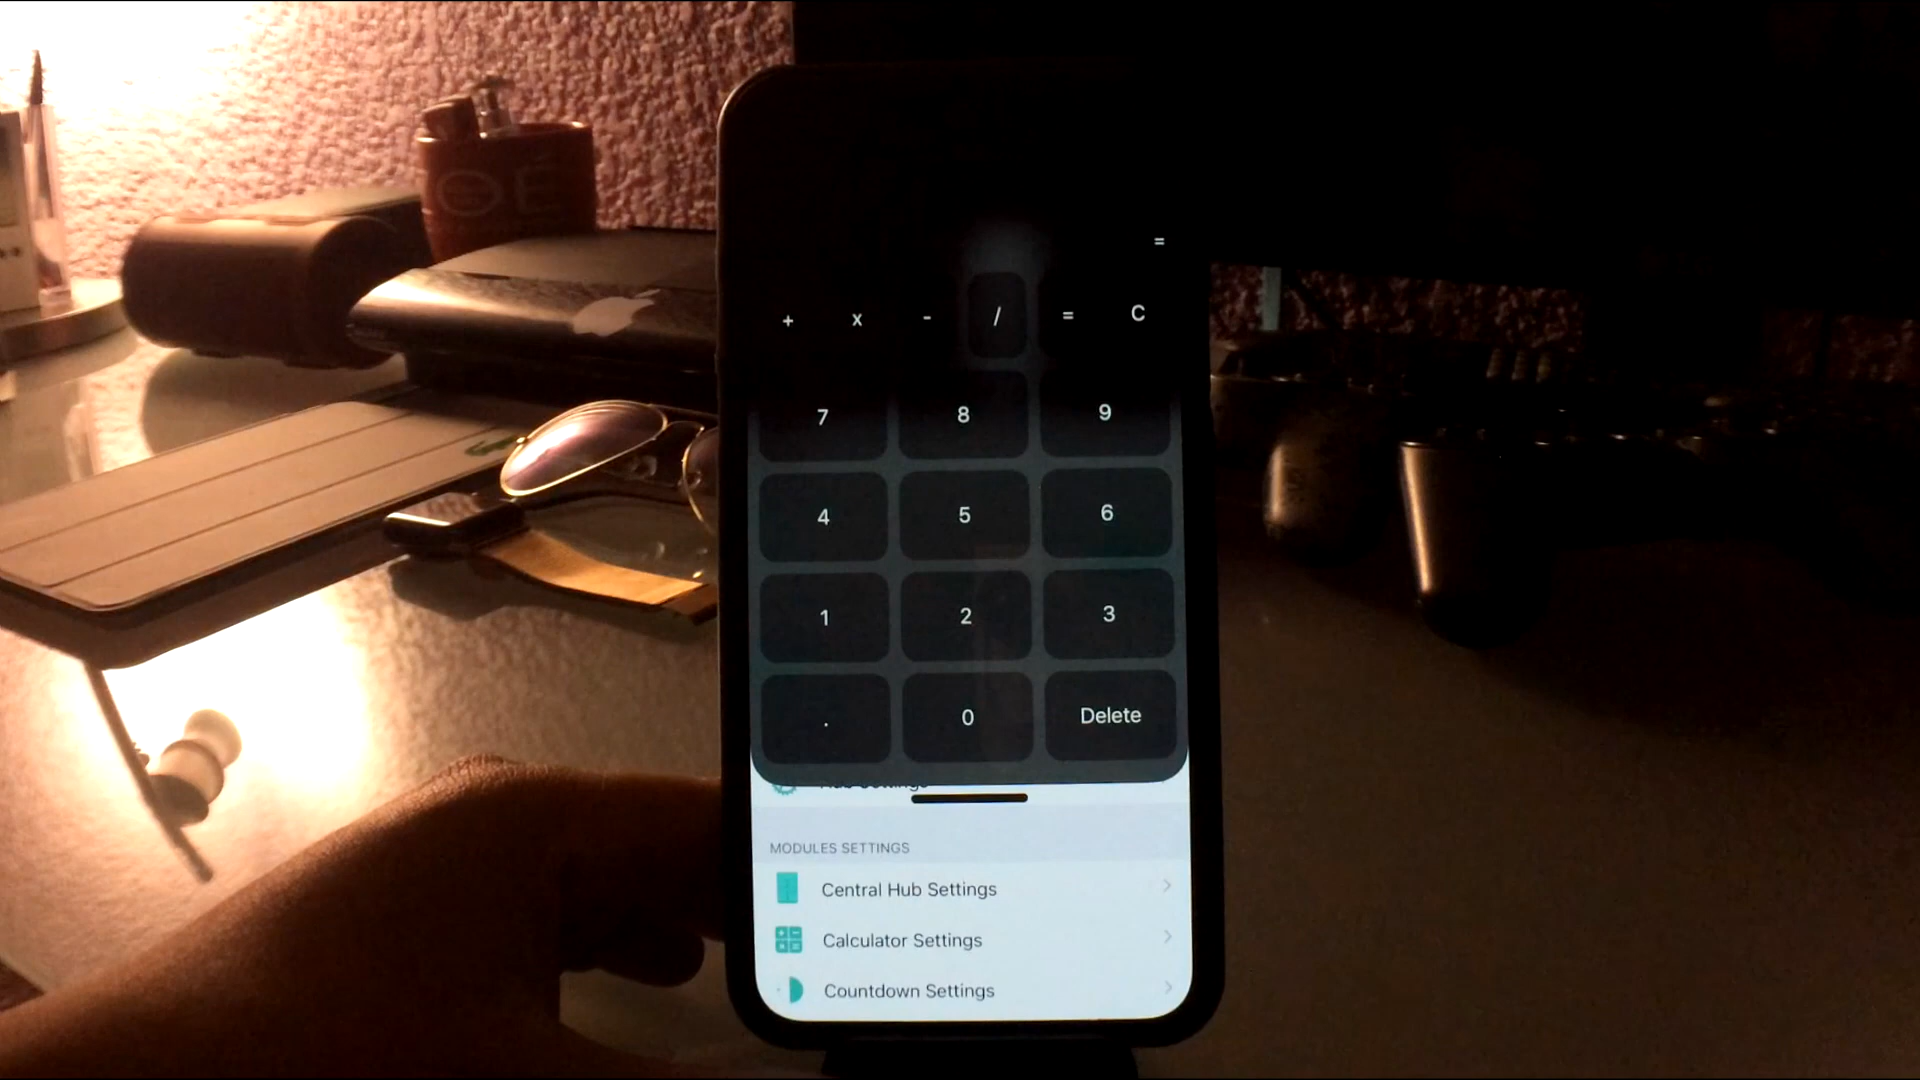 =
+ x - / = C
7 8 9
4 5 6
1 2 3
. 0 Delete
MODULES SETTINGS
Central Hub Settings
Calculator Settings
Countdown Settings